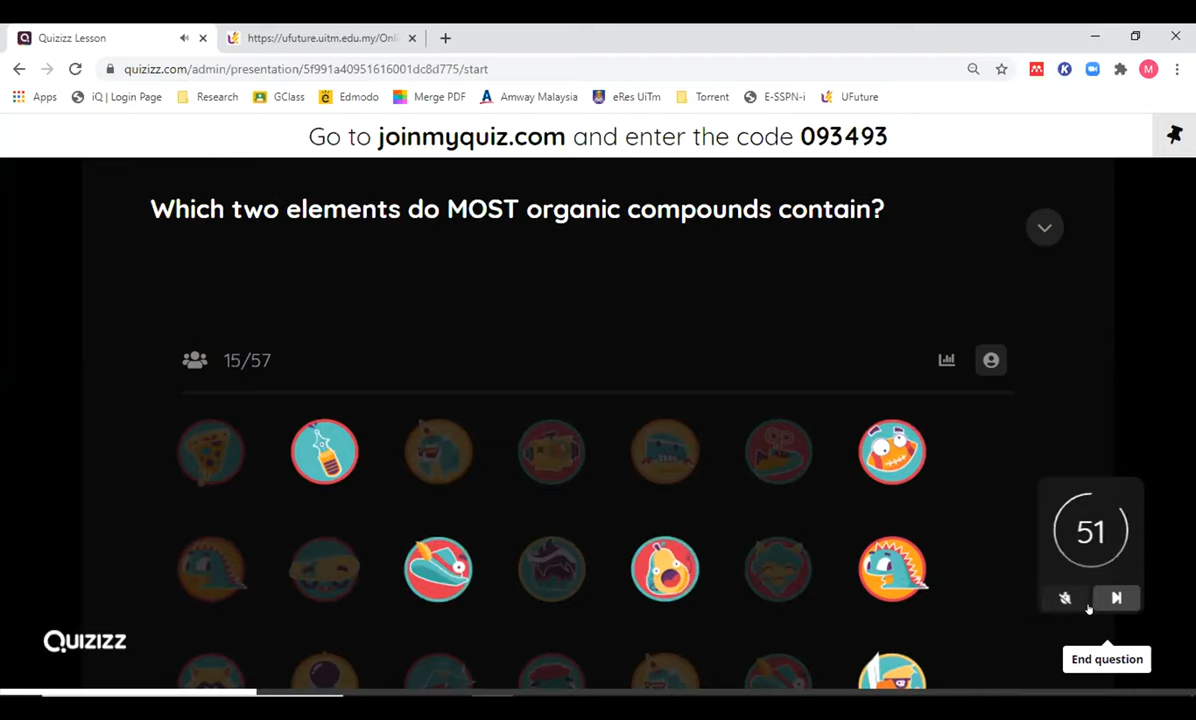 Quizizz Lesson
https://ufuture.uitm.edu.my/Onli
quizizz.com/admin/presentation/5f991a40951616001dc8d775/start
M
Apps iQ | Login Page Research GClass Edmodo Merge PDF Amway Malaysia eRes UiTm Torrent E-SSPN-i UFuture
Go to joinmyquiz.com and enter the code 093493
Which two elements do MOST organic compounds contain?
15/57
51
QUIZIZZ
End question